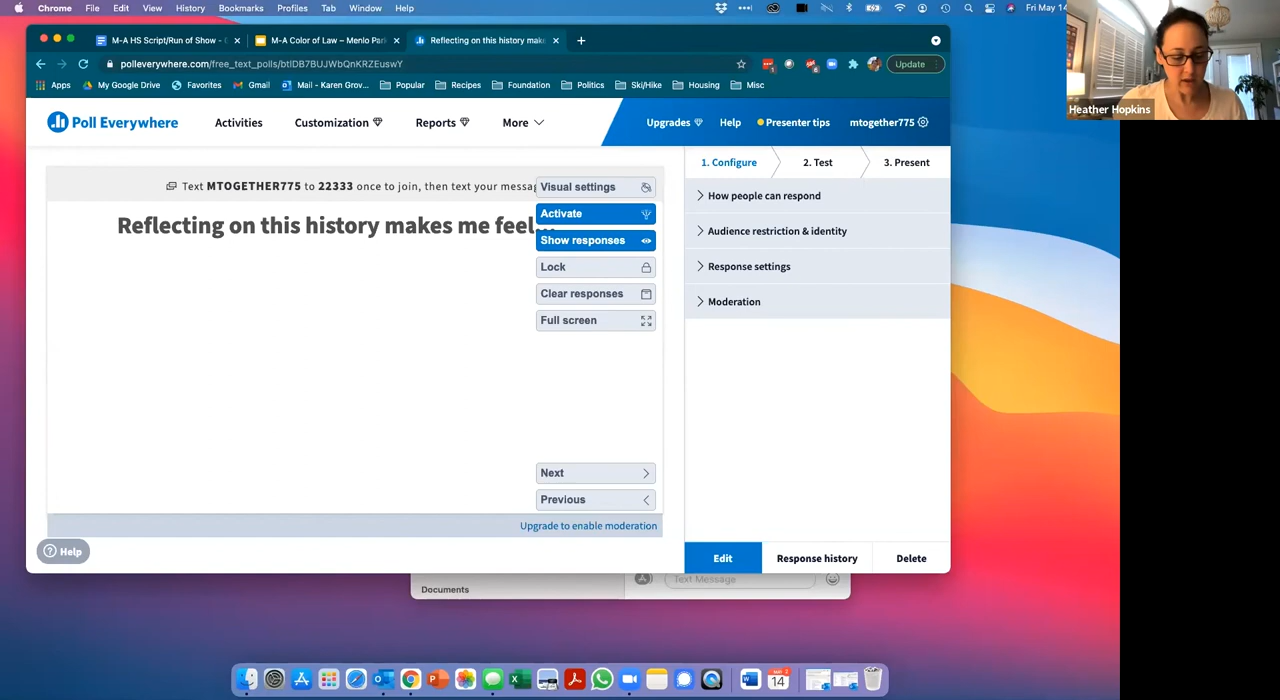 Chrome File Edit View History Bookmarks Profiles Tab Window Help Fri May 14
M-A HS Script/Run of Show -
M-A Color of Law – Menlo Par
Reflecting on this history make
polleverywhere.com/free_text_polls/btIDB7BUJWbQnKRZEuswY
Update
Apps My Google Drive Favorites Gmail Mail - Karen Grov... Popular Recipes Foundation Politics Ski/Hike Housing Misc
Heather Hopkins
Poll Everywhere Activities Customization Reports More Upgrades Help Presenter tips mtogether775
1. Configure 2. Test 3. Present
Text MTOGETHER775 to 22333 once to join, then text your messag
Reflecting on this history makes me feel...
Visual settings
Activate
Show responses
Lock
Clear responses
Full screen
Next
Previous
Upgrade to enable moderation
How people can respond
Audience restriction & identity
Response settings
Moderation
Help
Edit Response history Delete
Documents
Text Message
14